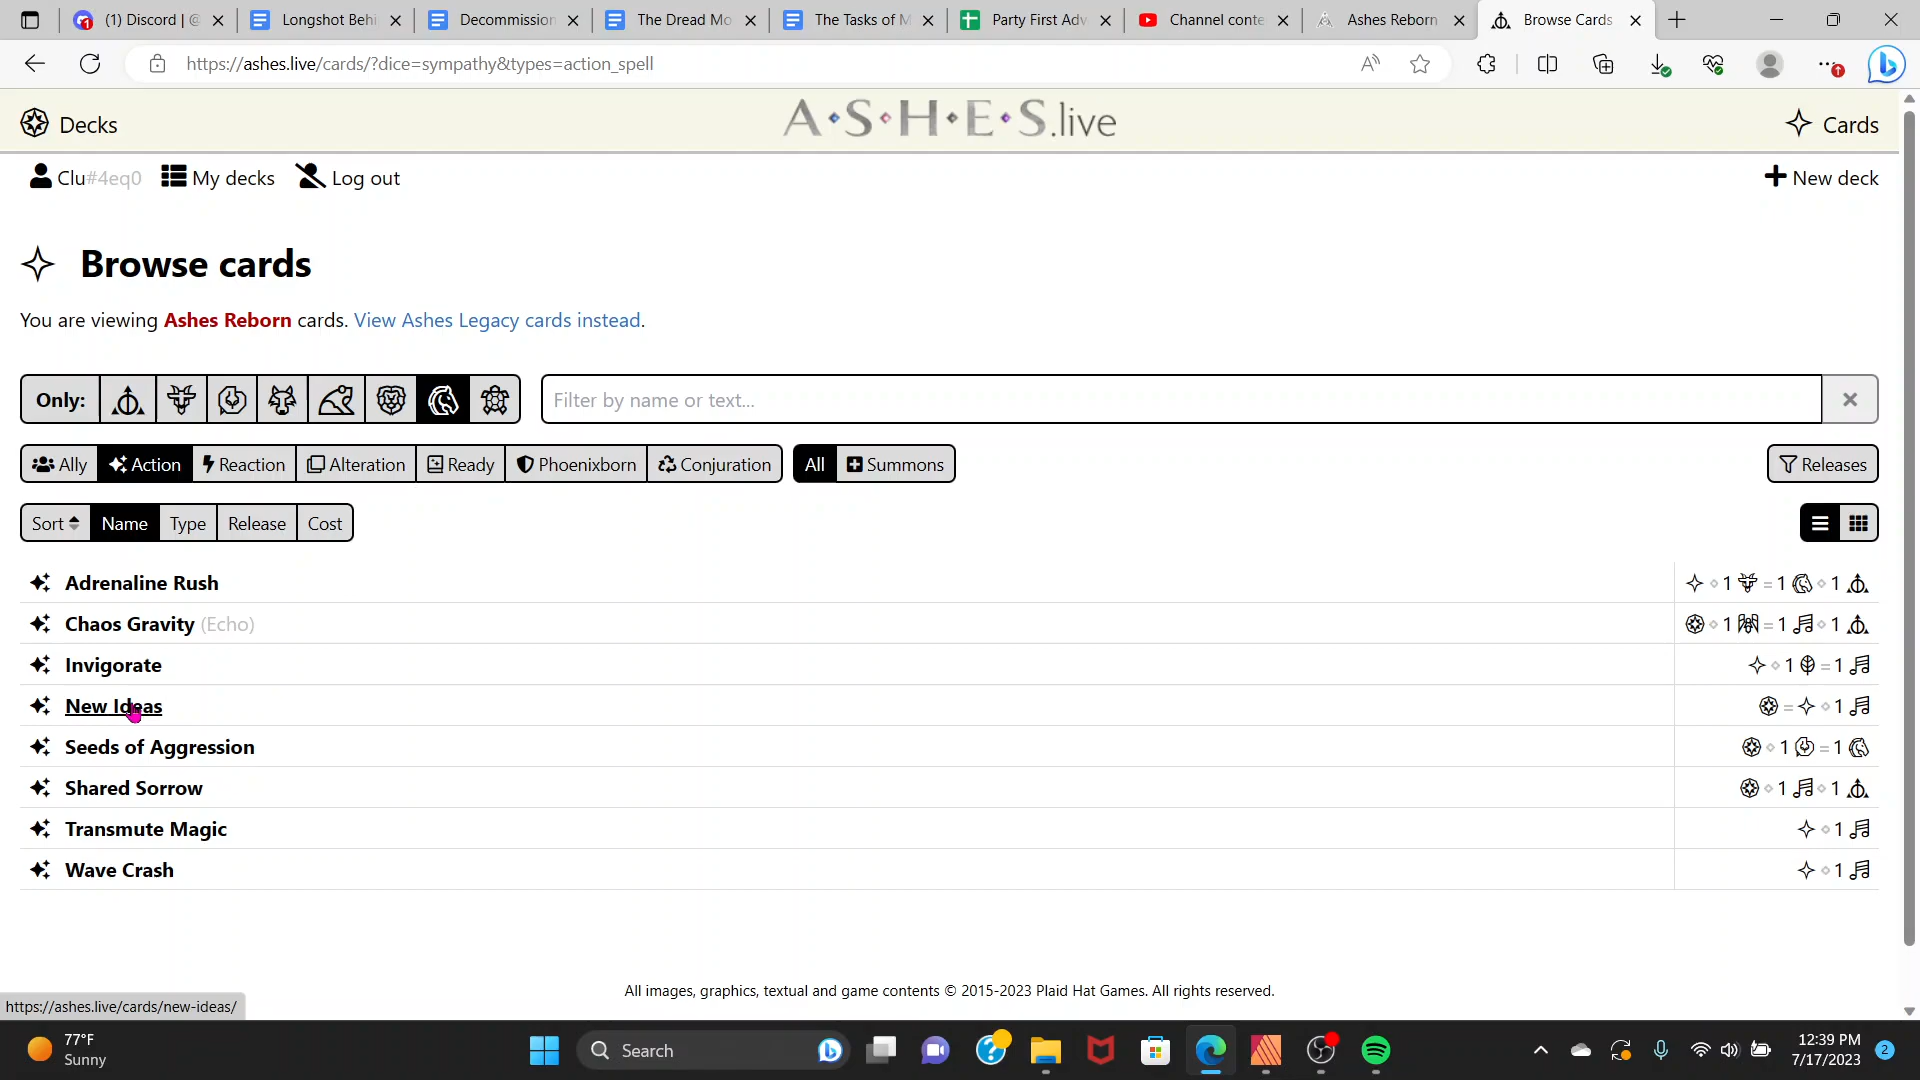 (1) Discord | @
Longshot Behi
Decommission
The Dread Mo
The Tasks of M
Party First Adv
Channel conte
Ashes Reborn
Browse Cards
https://ashes.live/cards/?dice=sympathy&types=action_spell
Decks
A·S·H·E·S.live
Cards
Clu#4eq0
My decks
Log out
New deck
Browse cards
You are viewing Ashes Reborn cards. View Ashes Legacy cards instead.
Only:
Filter by name or text...
Ally
Action
Reaction
Alteration
Ready
Phoenixborn
Conjuration
All
Summons
Releases
Sort
Name
Type
Release
Cost
Adrenaline Rush
1 = 1 1
Chaos Gravity (Echo)
1 = 1 1
Invigorate
1 = 1
New Ideas
= 1
Seeds of Aggression
1 = 1
Shared Sorrow
1 1
Transmute Magic
1
Wave Crash
1
All images, graphics, textual and game contents © 2015-2023 Plaid Hat Games. All rights reserved.
https://ashes.live/cards/new-ideas/
77°F
Sunny
Search
12:39 PM
7/17/2023
2